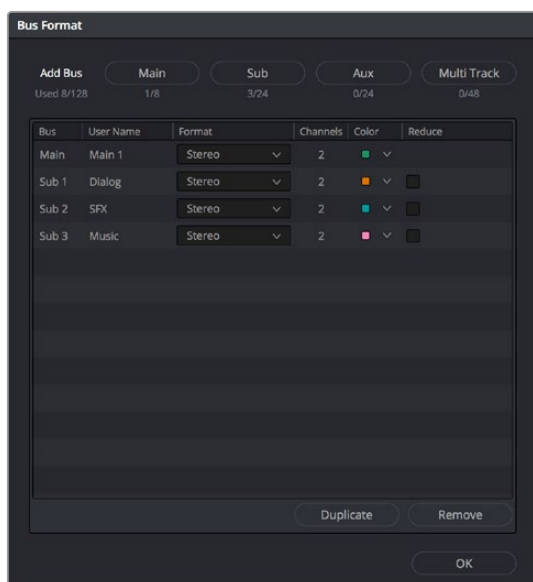 Bus Format
Add Bus Main Sub Aux Multi Track
Used 8/128 1/8 3/24 0/24 0/48
Bus User Name Format Channels Color Reduce
Main Main 1 Stereo 2
Sub 1 Dialog Stereo 2
Sub 2 SFX Stereo 2
Sub 3 Music Stereo 2
Duplicate Remove
OK